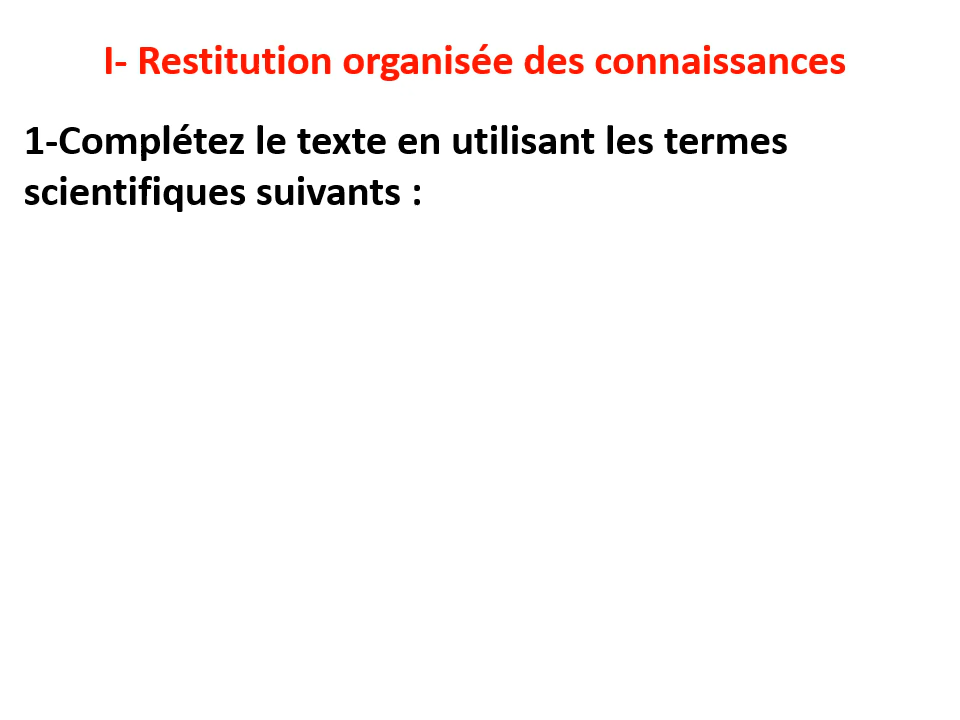 I- Restitution organisée des connaissances
1-Complétez le texte en utilisant les termes
scientifiques suivants :